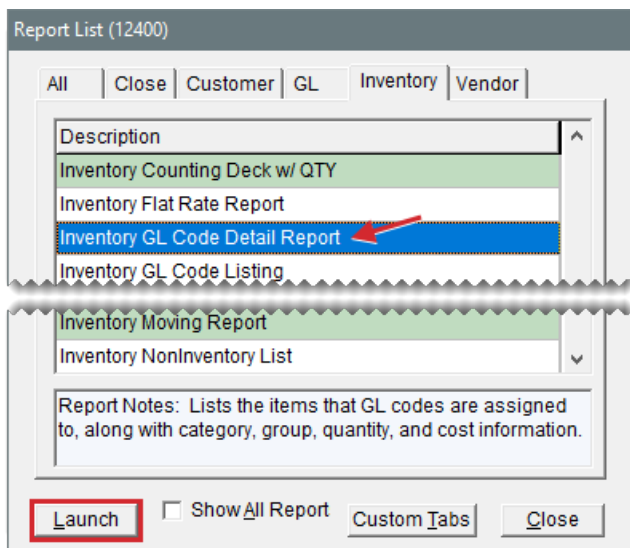 Report List (12400)
All Close Customer GL Inventory Vendor
Description
Inventory Counting Deck w/ QTY
Inventory Flat Rate Report
Inventory GL Code Detail Report
Inventory GL Code Listing
Inventory Moving Report
Inventory NonInventory List
Report Notes: Lists the items that GL codes are assigned
to, along with category, group, quantity, and cost information.
Launch Show All Report Custom Tabs Close